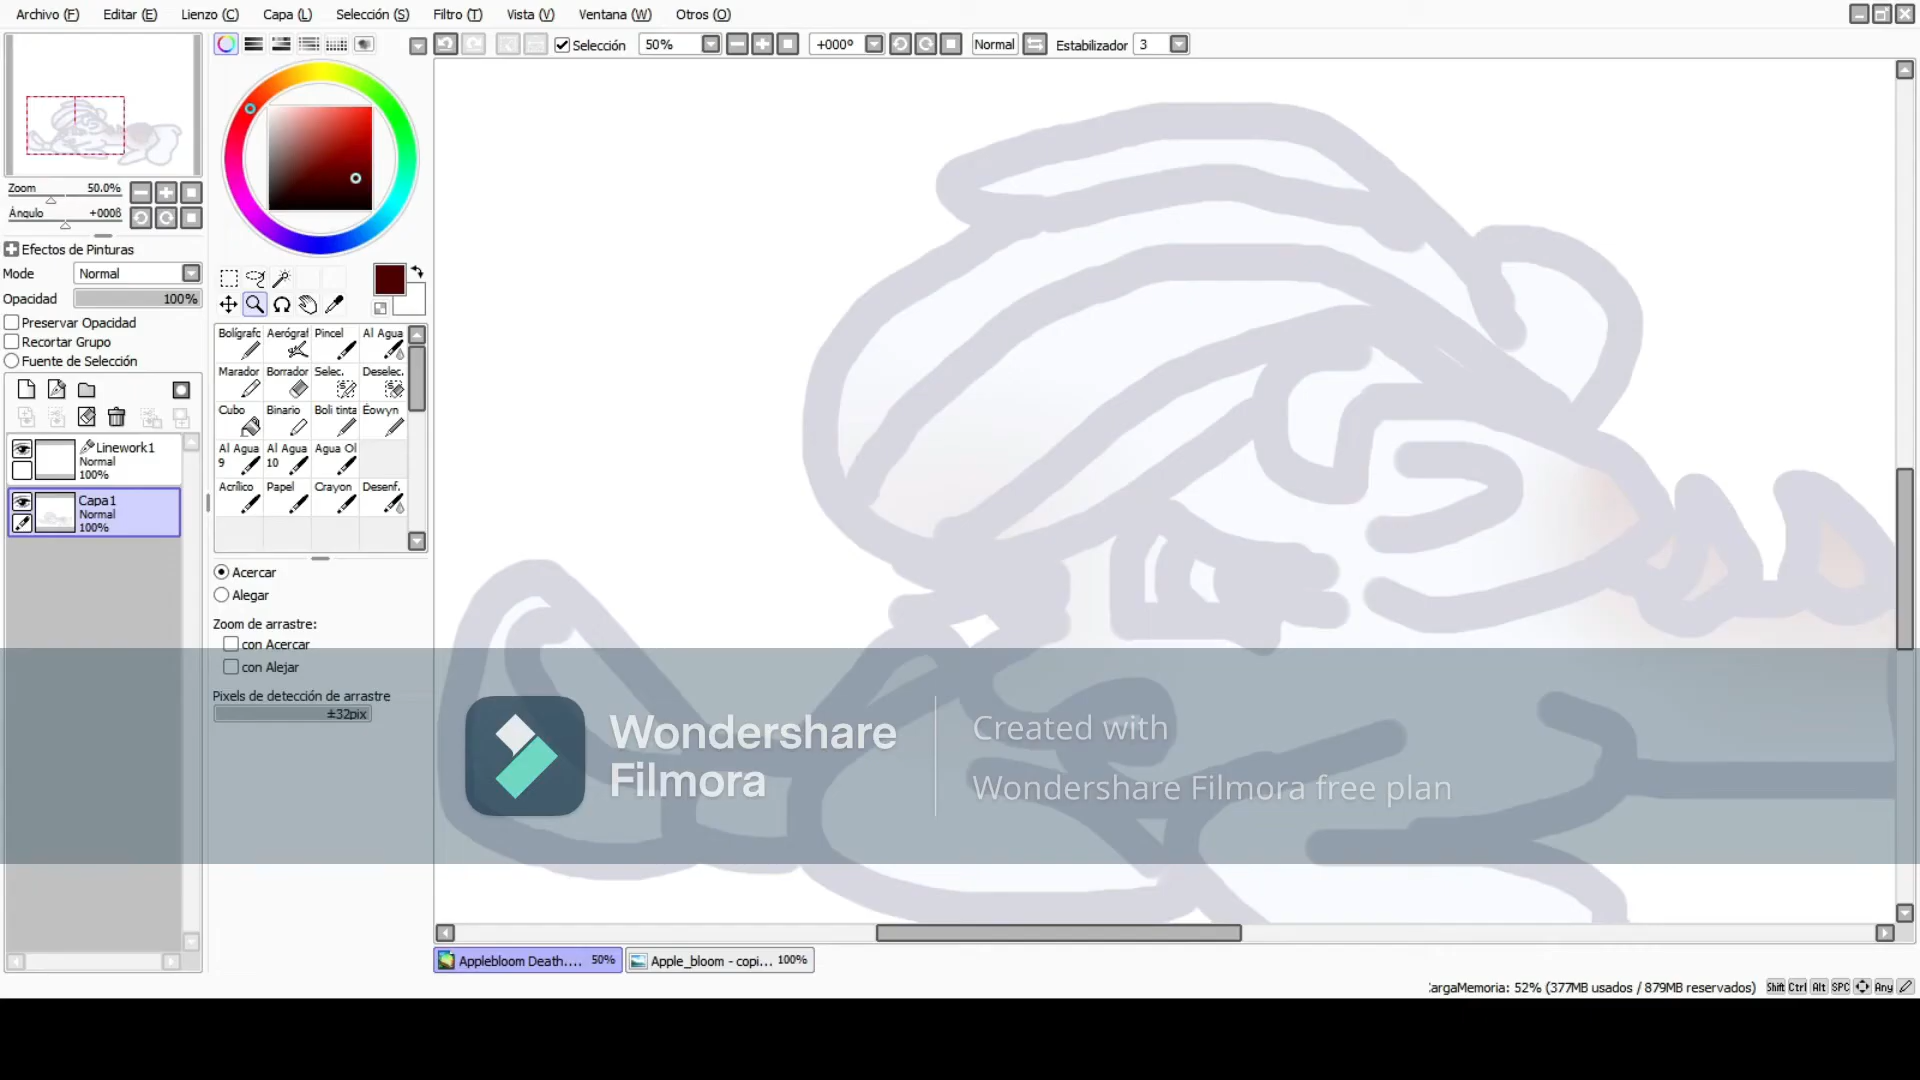 Archivo (F) Editar (E) Lienzo (C) Capa (L) Selección (S) Filtro (T) Vista (V) Ventana (W) Otros (O)
Selección 50% +000º Normal Estabilizador 3
Zoom 50.0%
Ángulo +000ß
Efectos de Pinturas
Mode Normal
Opacidad 100%
Preservar Opacidad
Recortar Grupo
Fuente de Selección
Linework1
Normal
100%
Capa1
Normal
100%
Bolígrafc Aerógraf Pincel Al Agua
Marador Borrador Selec. Deselec.
Cubo Binario Boli tinta Éowyn
Al Agua 9 Al Agua 10 Agua Ol
Acrílico Papel Crayon Desenf.
Acercar
Alegar
Zoom de arrastre:
con Acercar
con Alejar
Pixels de detección de arrastre
±32pix
Wondershare
Filmora
Created with
Wondershare Filmora free plan
Applebloom Death.... 50% Apple_bloom - copi... 100%
argaMemoria: 52% (377MB usados / 879MB reservados) Shift Ctrl Alt SPC Any